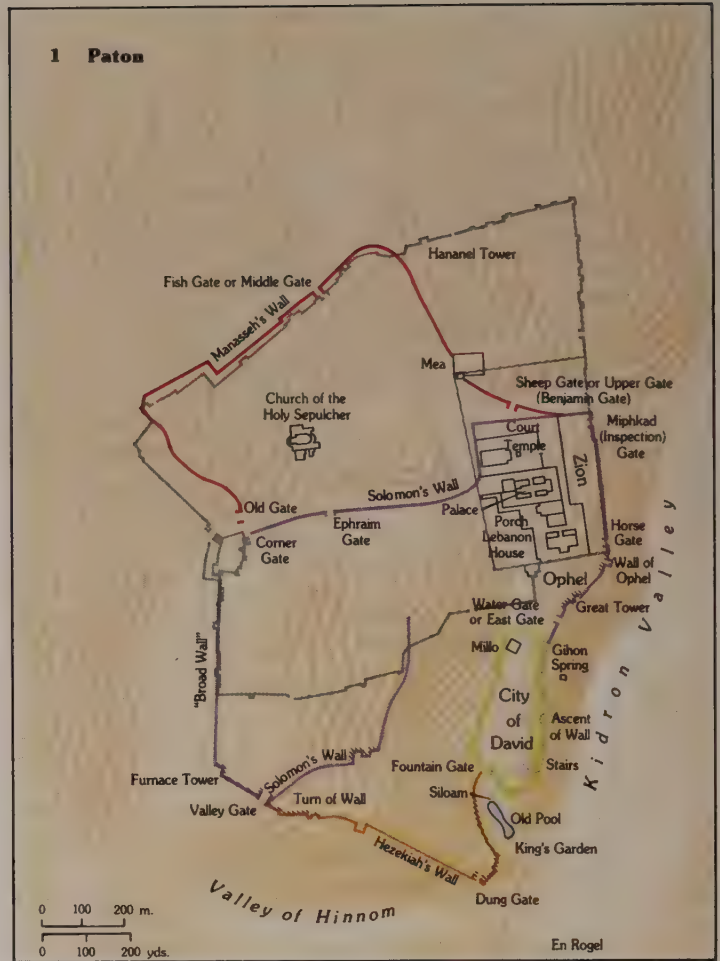 1 Paton
Hananel Tower
Fish Gate or Middle Gate
Manasseh's Wall
Mea
Sheep Gate or Upper Gate
(Benjamin Gate)
Church of the
Holy Sepulcher
Court
Temple
Miphkad
(Inspection)
Gate
Zion
Solomon's Wall
Old Gate
Palace
Ephraim
Gate
Corner
Gate
Porch
Lebanon
House
Horse
Gate
Wall of
Ophel
Ophel
Great Tower
Water Gate
or East Gate
Millo
Gihon
Spring
"Broad Wall"
City
of
David
Ascent
of Wall
Stairs
Kidron Valley
Solomon's Wall
Fountain Gate
Furnace Tower
Valley Gate
Turn of Wall
Siloam
Old Pool
King's Garden
Hezekiah's Wall
Dung Gate
Valley of Hinnom
0 100 200 m.
0 100 200 yds.
En Rogel